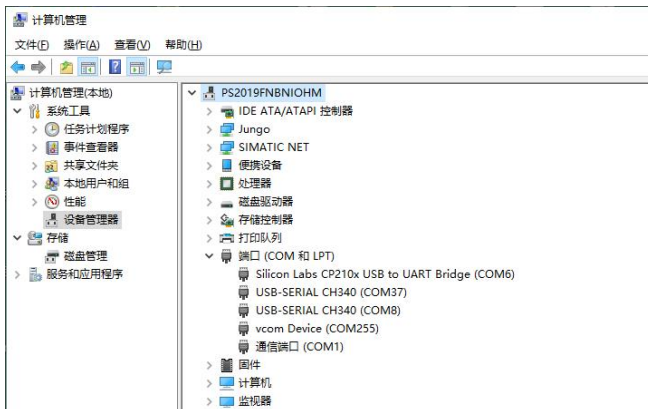 计算机管理
文件(F) 操作(A) 查看(V) 帮助(H)
计算机管理(本地)
系统工具
任务计划程序
事件查看器
共享文件夹
本地用户和组
性能
设备管理器
存储
磁盘管理
服务和应用程序
PS2019FNBNIOHM
IDE ATA/ATAPI 控制器
Jungo
SIMATIC NET
便携设备
处理器
磁盘驱动器
存储控制器
打印队列
端口 (COM 和 LPT)
Silicon Labs CP210x USB to UART Bridge (COM6)
USB-SERIAL CH340 (COM37)
USB-SERIAL CH340 (COM8)
vcom Device (COM255)
通信端口 (COM1)
固件
计算机
监视器